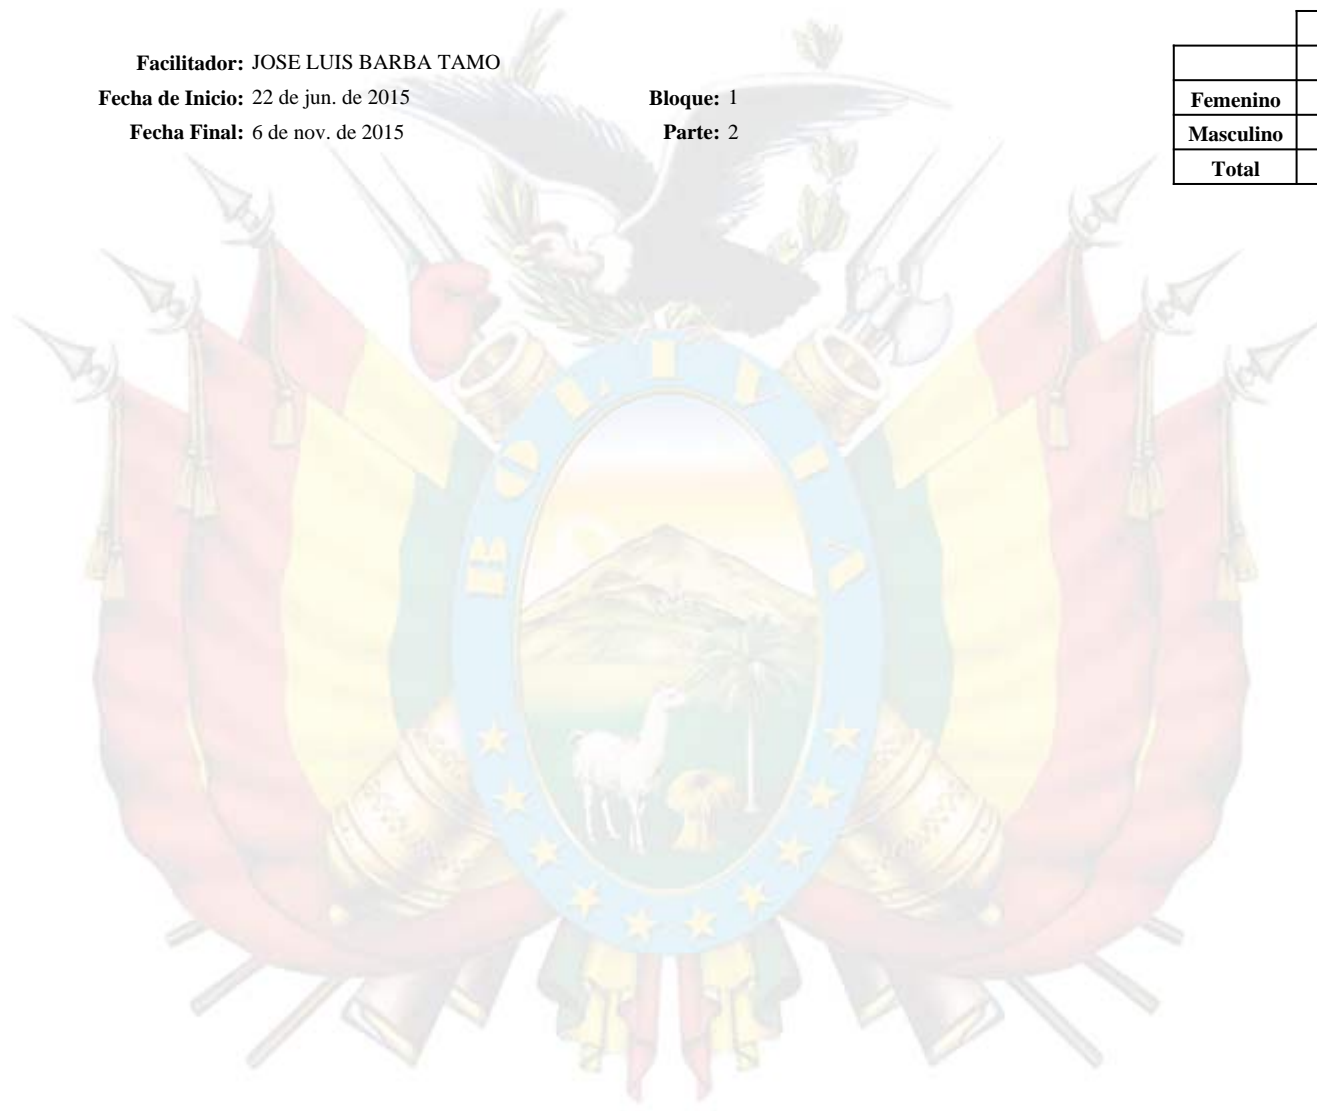 Facilitador: JOSE LUIS BARBA TAMO
Fecha de Inicio: 22 de jun. de 2015 Bloque: 1
Fecha Final: 6 de nov. de 2015 Parte: 2
Femenino
Masculino
Total
BOLIVIA